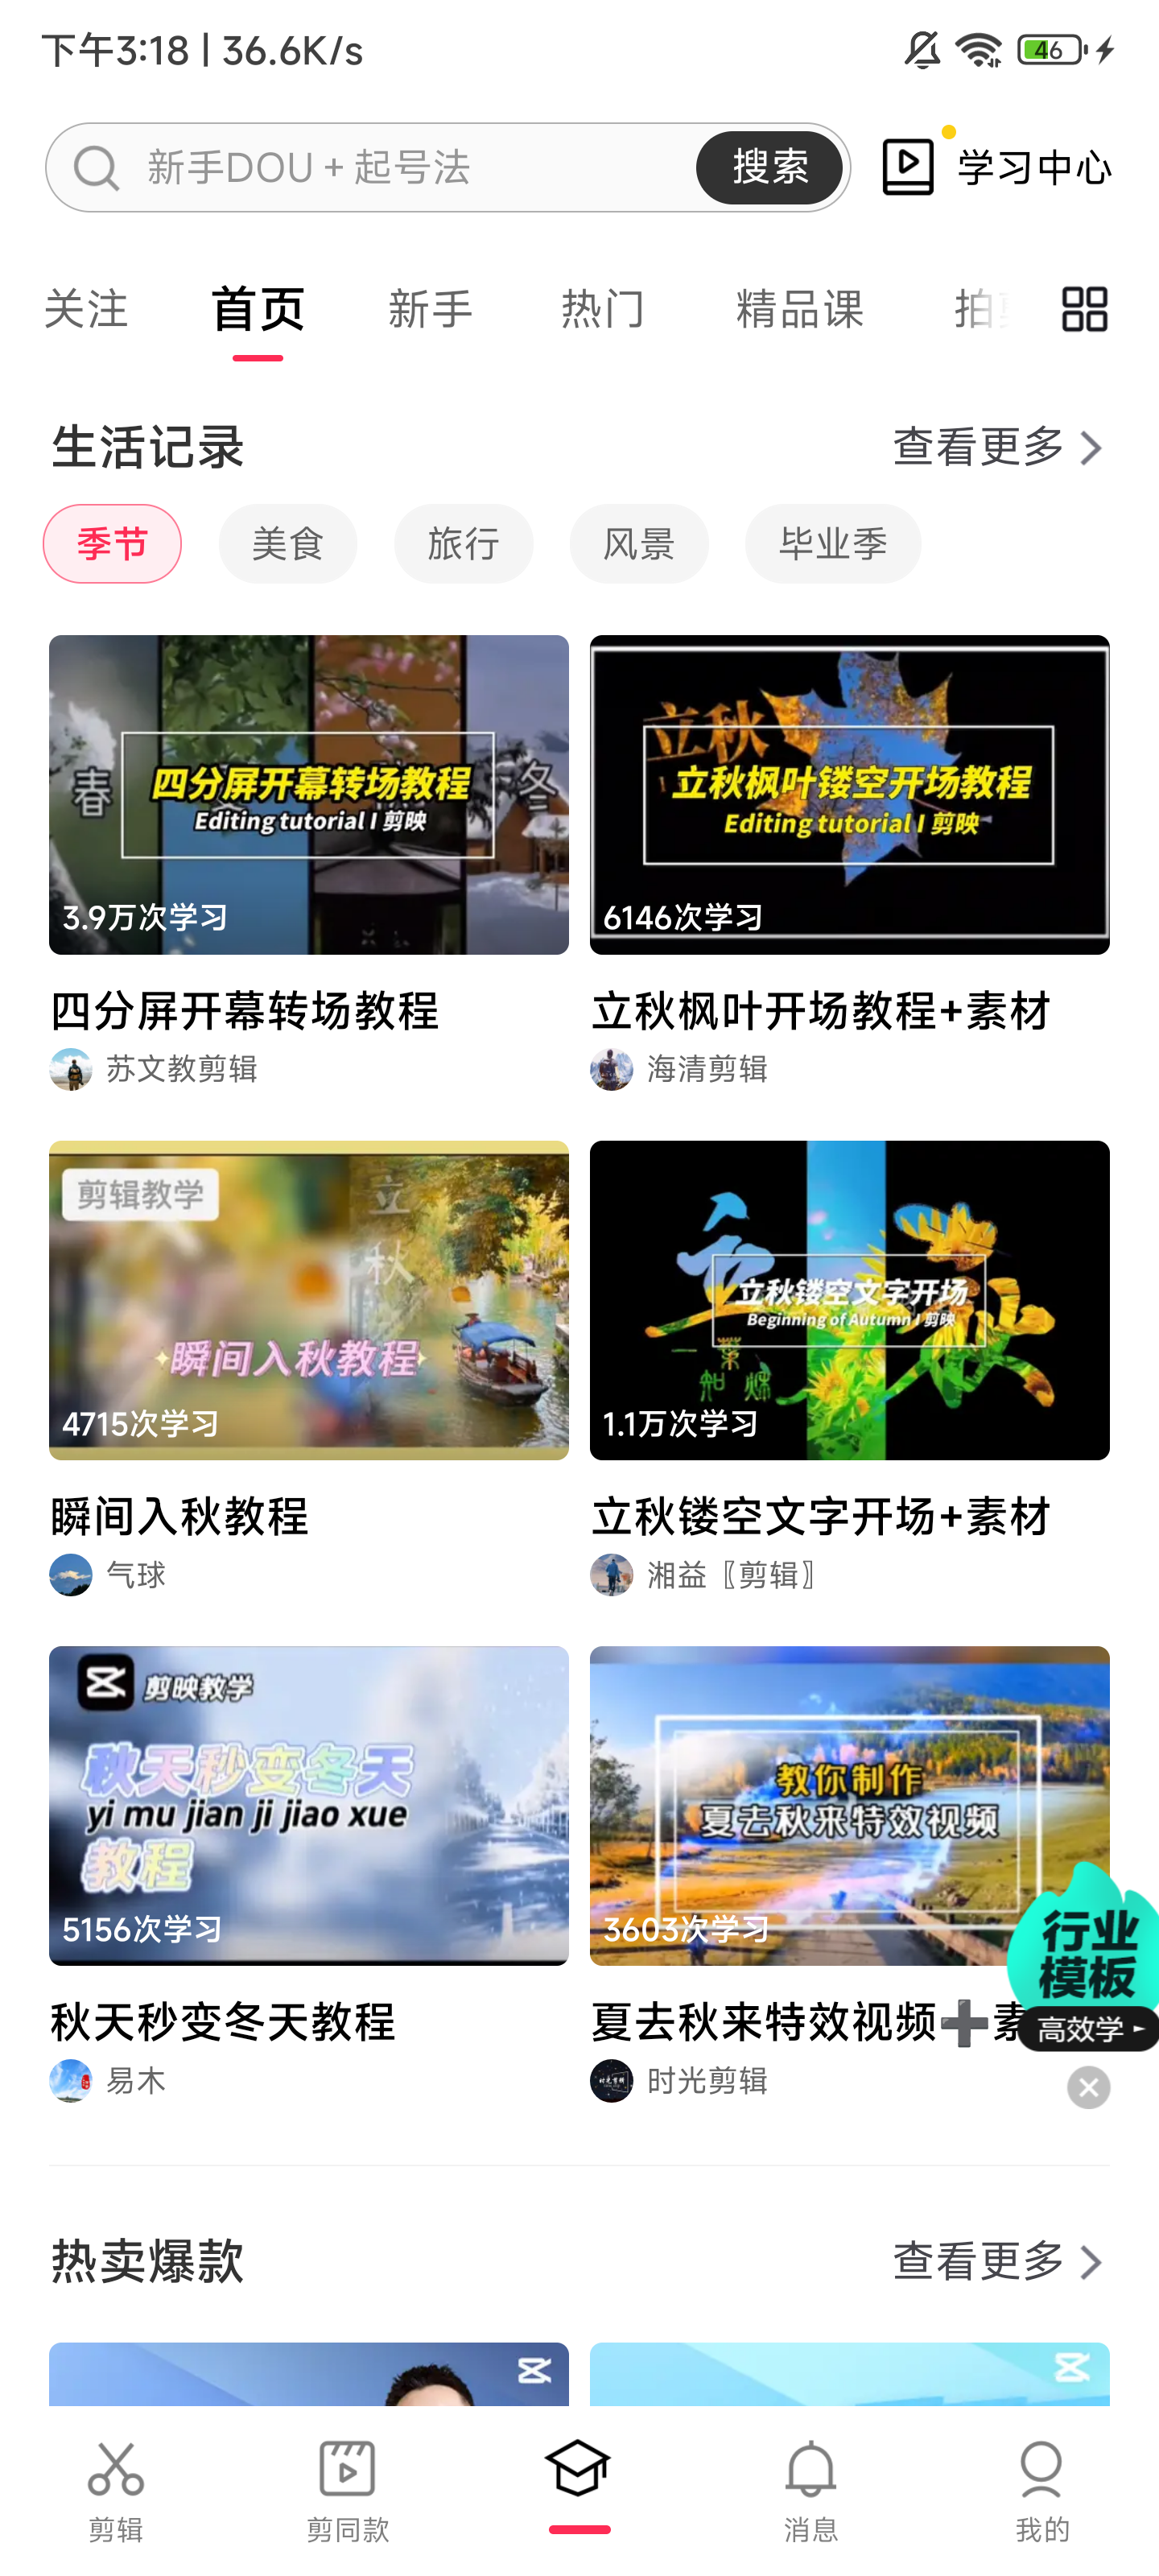 下午3:18 | 36.6K/s
46
新手DOU + 起号法
搜索
学习中心
关注
首页
新手
热门
精品课
拍
生活记录
查看更多
季节
美食
旅行
风景
毕业季
春
冬
四分屏开幕转场教程
Editing tutorial I 剪映
3.9万次学习
立秋
立秋枫叶镂空开场教程
Editing tutorial I 剪映
6146次学习
四分屏开幕转场教程
立秋枫叶开场教程+素材
苏文教剪辑
海清剪辑
剪辑教学
立
秋
瞬间入秋教程
4715次学习
立秋镂空文字开场
Beginning of Autumn I 剪映
一叶
知秋
1.1万次学习
瞬间入秋教程
立秋镂空文字开场+素材
气球
湘益〖剪辑〗
剪映教学
秋天秒变冬天
yi mu jian ji jiao xue
教程
5156次学习
教你制作
夏去秋来特效视频
3603次学习
行业
模板
高效学
秋天秒变冬天教程
夏去秋来特效视频➕素
易木
时光剪辑
热卖爆款
查看更多
剪辑
剪同款
消息
我的